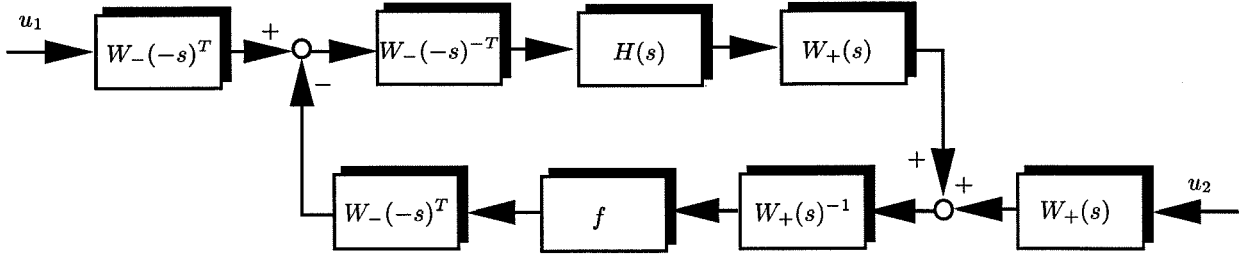 u₁
W₋(−s)ᵀ
+
−
W₋(−s)⁻ᵀ
H(s)
W₊(s)
+
+
W₋(−s)ᵀ
f
W₊(s)⁻¹
W₊(s)
u₂